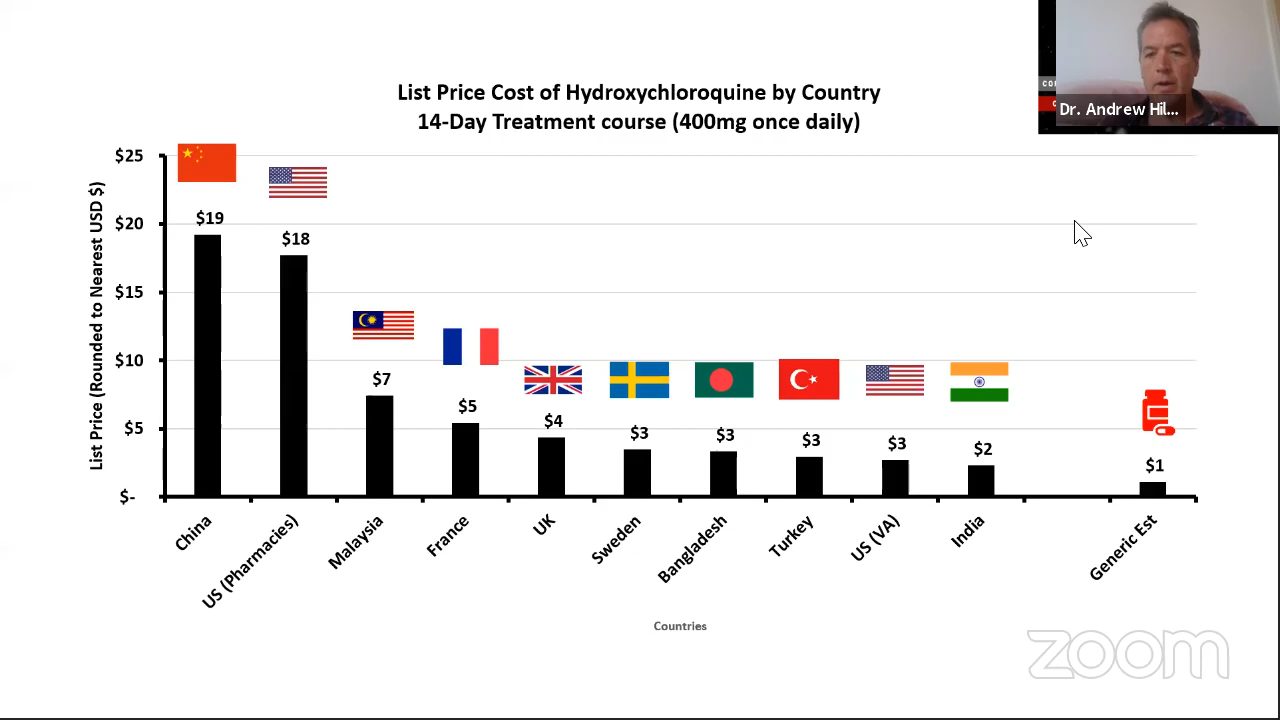 List Price Cost of Hydroxychloroquine by Country
14-Day Treatment course (400mg once daily)
Dr. Andrew Hil...
List Price (Rounded to Nearest USD $)
$25
$20
$15
$10
$5
$-
$19
$18
$7
$5
$4
$3
$3
$3
$3
$2
$1
China
US (Pharmacies)
Malaysia
France
UK
Sweden
Bangladesh
Turkey
US (VA)
India
Generic Est
Countries
zoom